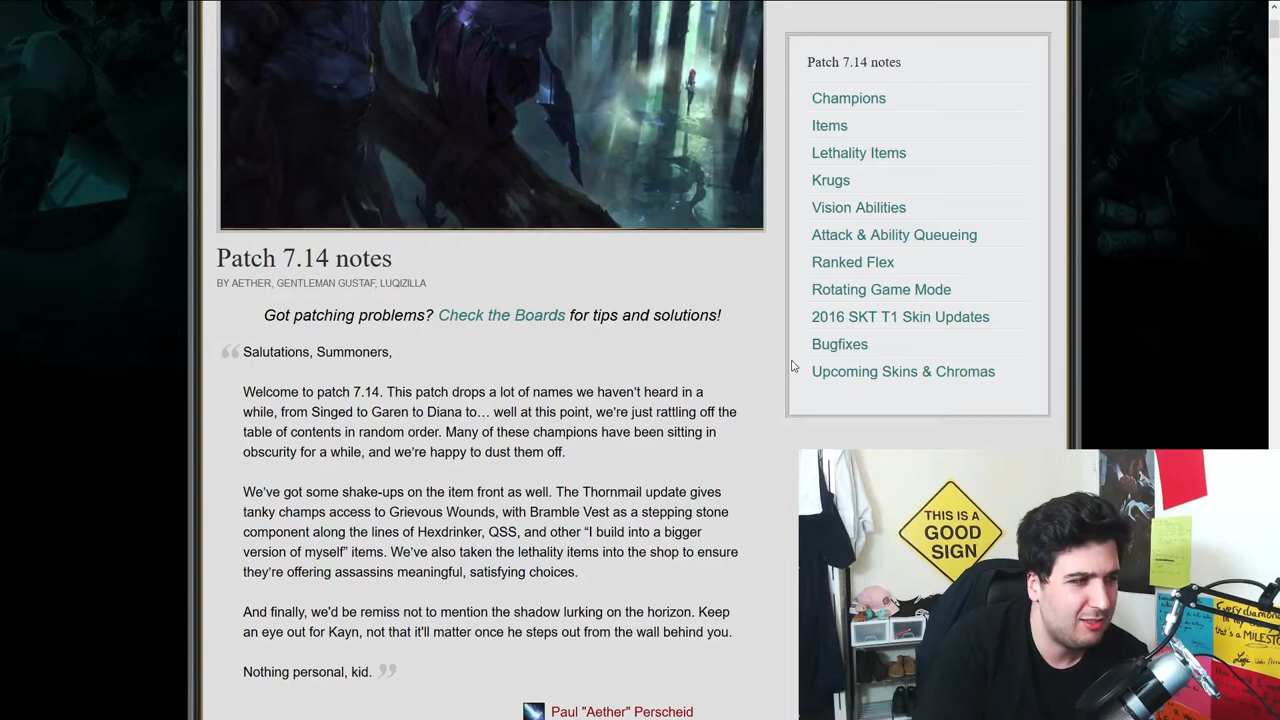 Patch 7.14 notes
BY AETHER, GENTLEMAN GUSTAF, LUQIZILLA
Got patching problems? Check the Boards for tips and solutions!
Salutations, Summoners,
Welcome to patch 7.14. This patch drops a lot of names we haven’t heard in a
while, from Singed to Garen to Diana to… well at this point, we’re just rattling off the
table of contents in random order. Many of these champions have been sitting in
obscurity for a while, and we’re happy to dust them off.
We’ve got some shake-ups on the item front as well. The Thornmail update gives
tanky champs access to Grievous Wounds, with Bramble Vest as a stepping stone
component along the lines of Hexdrinker, QSS, and other “I build into a bigger
version of myself” items. We’ve also taken the lethality items into the shop to ensure
they're offering assassins meaningful, satisfying choices.
And finally, we'd be remiss not to mention the shadow lurking on the horizon. Keep
an eye out for Kayn, not that it'll matter once he steps out from the wall behind you.
Nothing personal, kid.
Paul "Aether" Perscheid
Patch 7.14 notes
Champions
Items
Lethality Items
Krugs
Vision Abilities
Attack & Ability Queueing
Ranked Flex
Rotating Game Mode
2016 SKT T1 Skin Updates
Bugfixes
Upcoming Skins & Chromas
THIS IS A
GOOD
SIGN